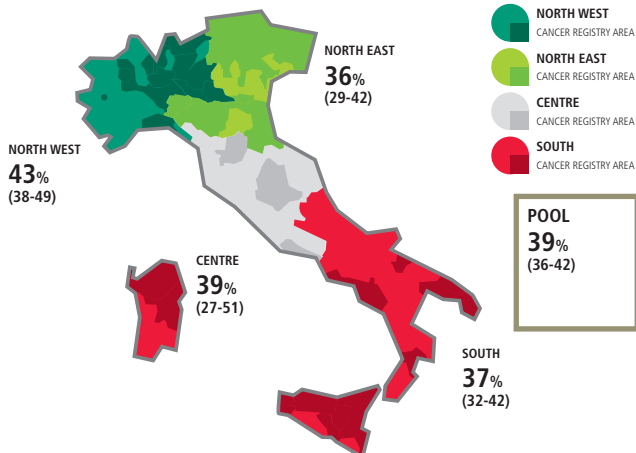 NORTH WEST
CANCER REGISTRY AREA
NORTH EAST
CANCER REGISTRY AREA
CENTRE
CANCER REGISTRY AREA
SOUTH
CANCER REGISTRY AREA
NORTH EAST
36%
(29-42)
NORTH WEST
43%
(38-49)
POOL
39%
(36-42)
CENTRE
39%
(27-51)
SOUTH
37%
(32-42)